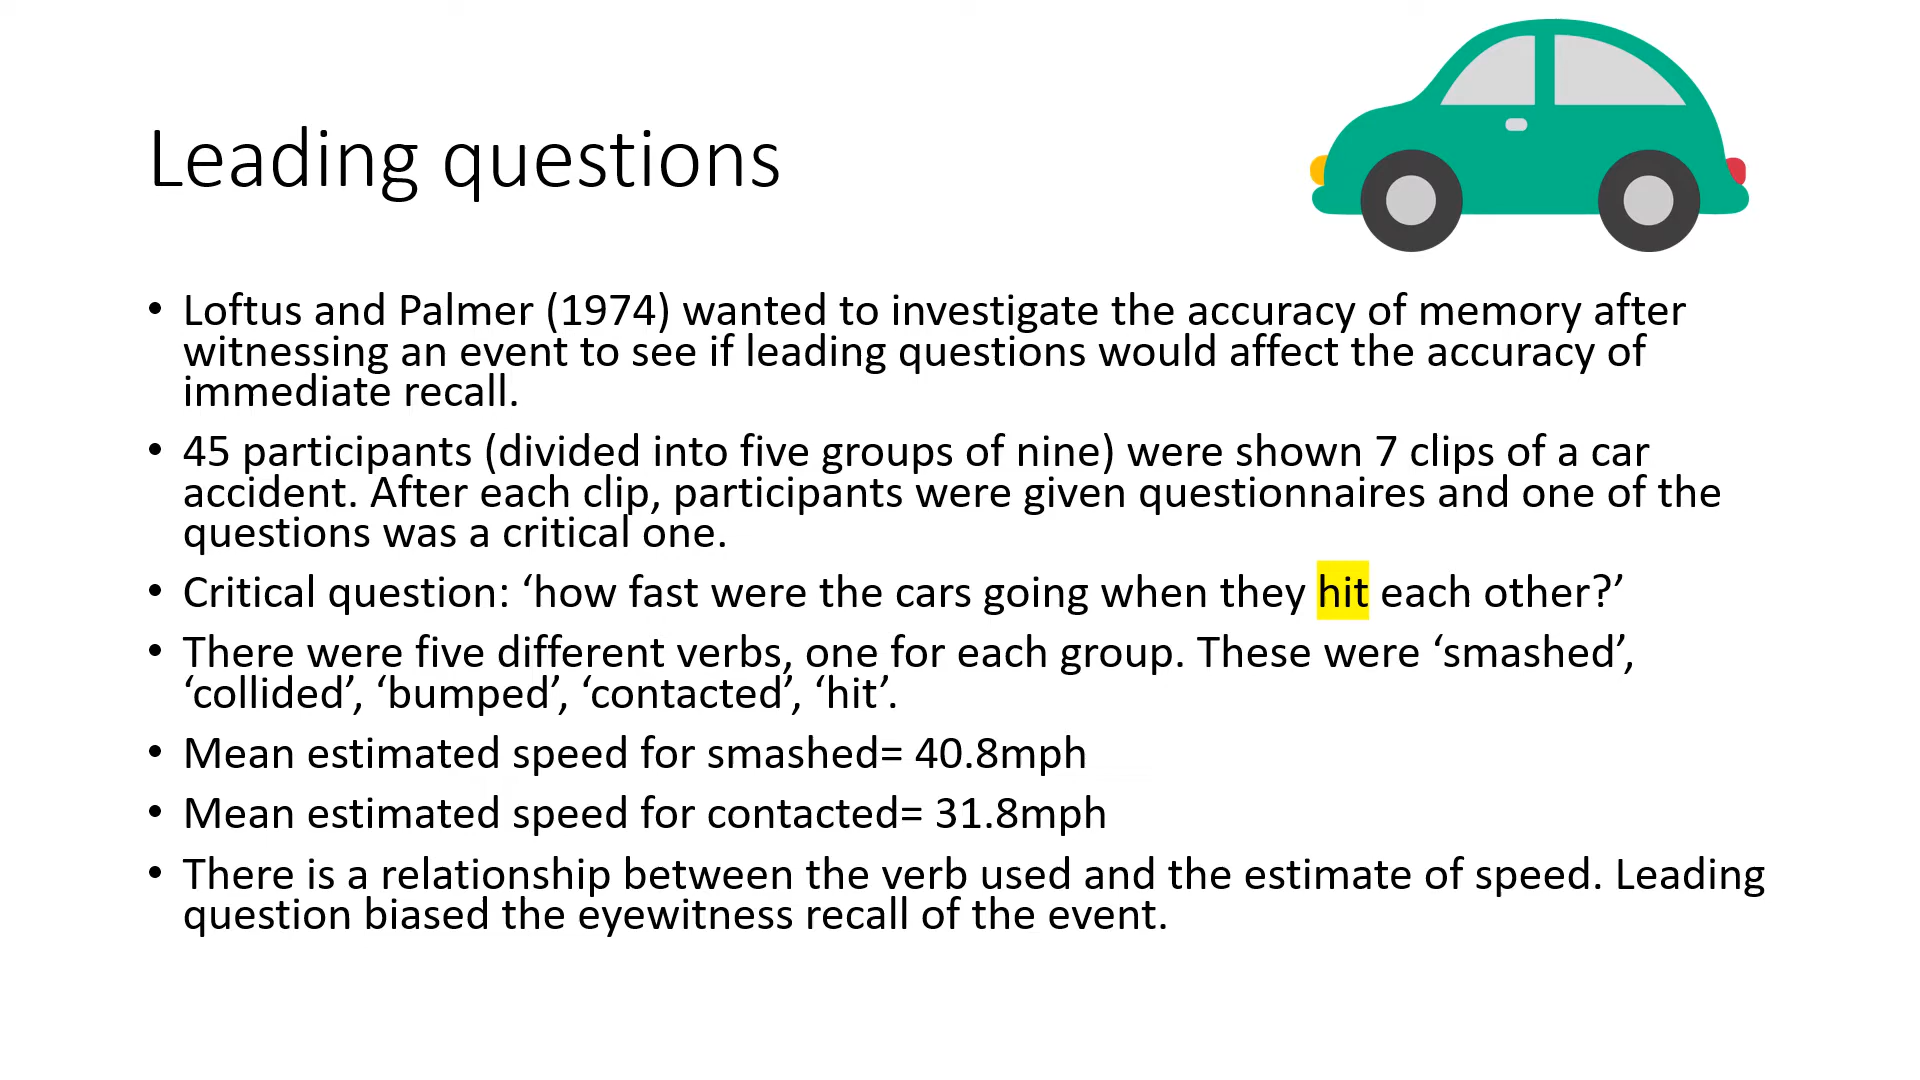 Leading questions
• Loftus and Palmer (1974) wanted to investigate the accuracy of memory after
witnessing an event to see if leading questions would affect the accuracy of
immediate recall.
• 45 participants (divided into five groups of nine) were shown 7 clips of a car
accident. After each clip, participants were given questionnaires and one of the
questions was a critical one.
• Critical question: ‘how fast were the cars going when they hit each other?’
• There were five different verbs, one for each group. These were ‘smashed’,
‘collided’, ‘bumped’, ‘contacted’, ‘hit’.
• Mean estimated speed for smashed= 40.8mph
• Mean estimated speed for contacted= 31.8mph
• There is a relationship between the verb used and the estimate of speed. Leading
question biased the eyewitness recall of the event.